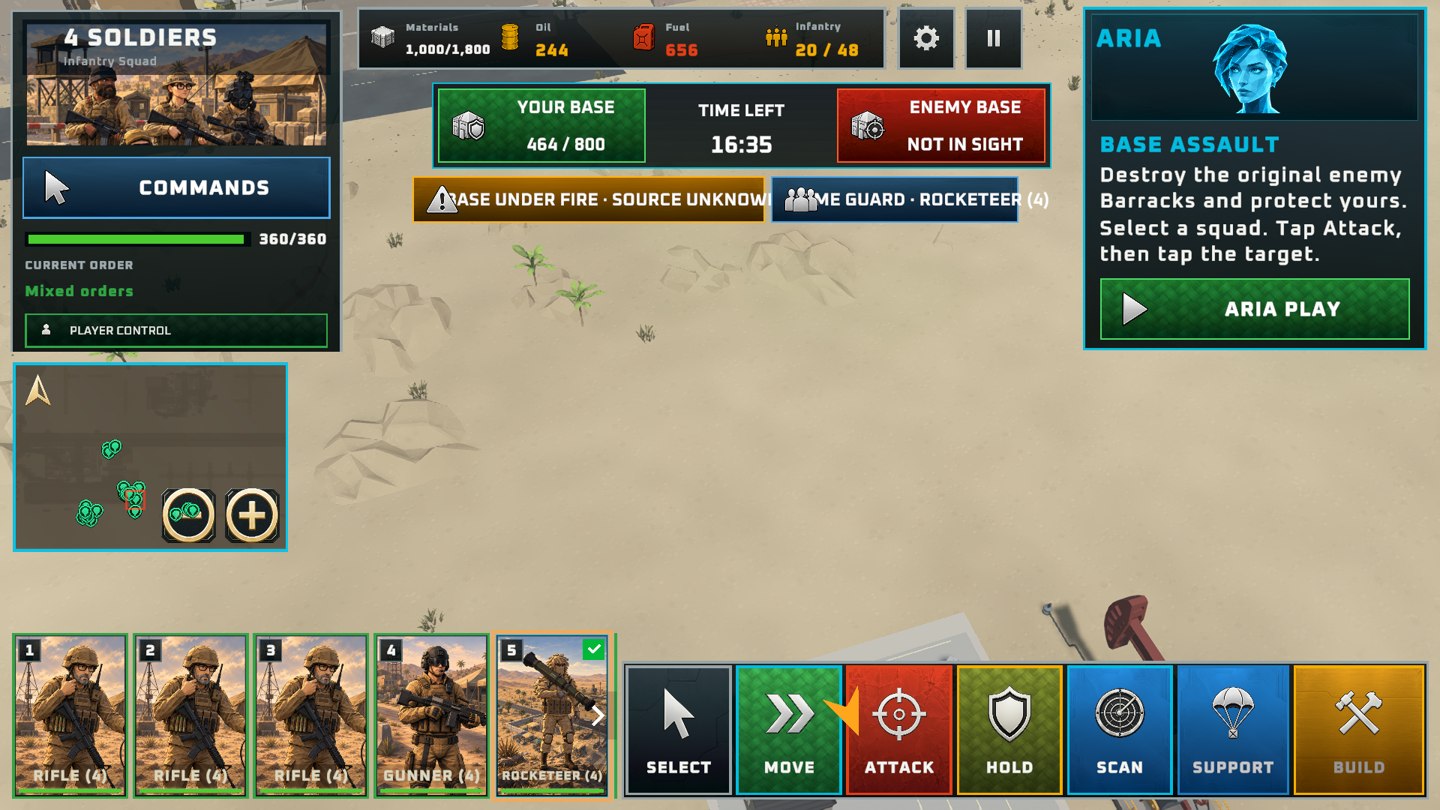 4 SOLDIERS
Infantry Squad
COMMANDS
360/360
CURRENT ORDER
Mixed orders
PLAYER CONTROL
Materials
1,000/1,800
Oil
244
Fuel
656
Infantry
20 / 48
YOUR BASE
464 / 800
TIME LEFT
16:35
ENEMY BASE
NOT IN SIGHT
BASE UNDER FIRE · SOURCE UNKNOW
ME GUARD · ROCKETEER (4)
ARIA
BASE ASSAULT
Destroy the original enemy
Barracks and protect yours.
Select a squad. Tap Attack,
then tap the target.
ARIA PLAY
1
RIFLE (4)
2
RIFLE (4)
3
RIFLE (4)
4
GUNNER (4)
5
ROCKETEER (4)
SELECT
MOVE
ATTACK
HOLD
SCAN
SUPPORT
BUILD